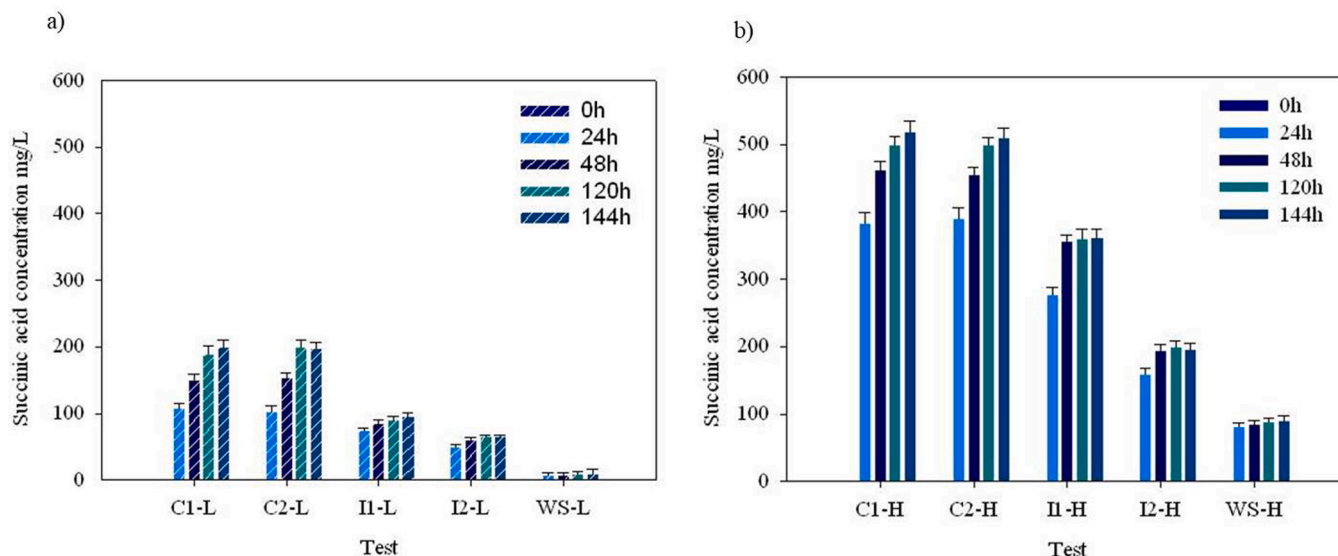 a)
Succinic acid concentration mg/L
600
500
400
300
200
100
0
0h
24h
48h
120h
144h
C1-L C2-L I1-L I2-L WS-L
Test
b)
Succinic acid concentration mg/L
600
500
400
300
200
100
0
0h
24h
48h
120h
144h
C1-H C2-H I1-H I2-H WS-H
Test